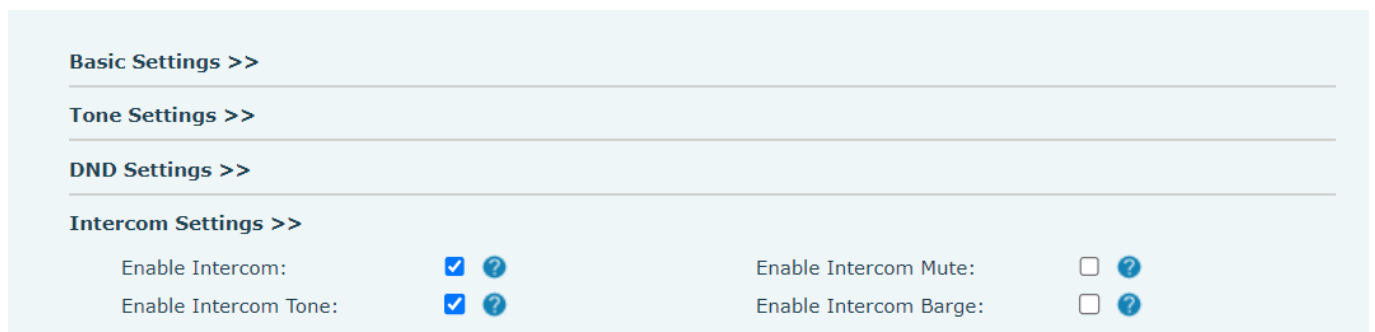 Basic Settings >>
Tone Settings >>
DND Settings >>
Intercom Settings >>
Enable Intercom: ? Enable Intercom Mute: ?
Enable Intercom Tone: ? Enable Intercom Barge: ?